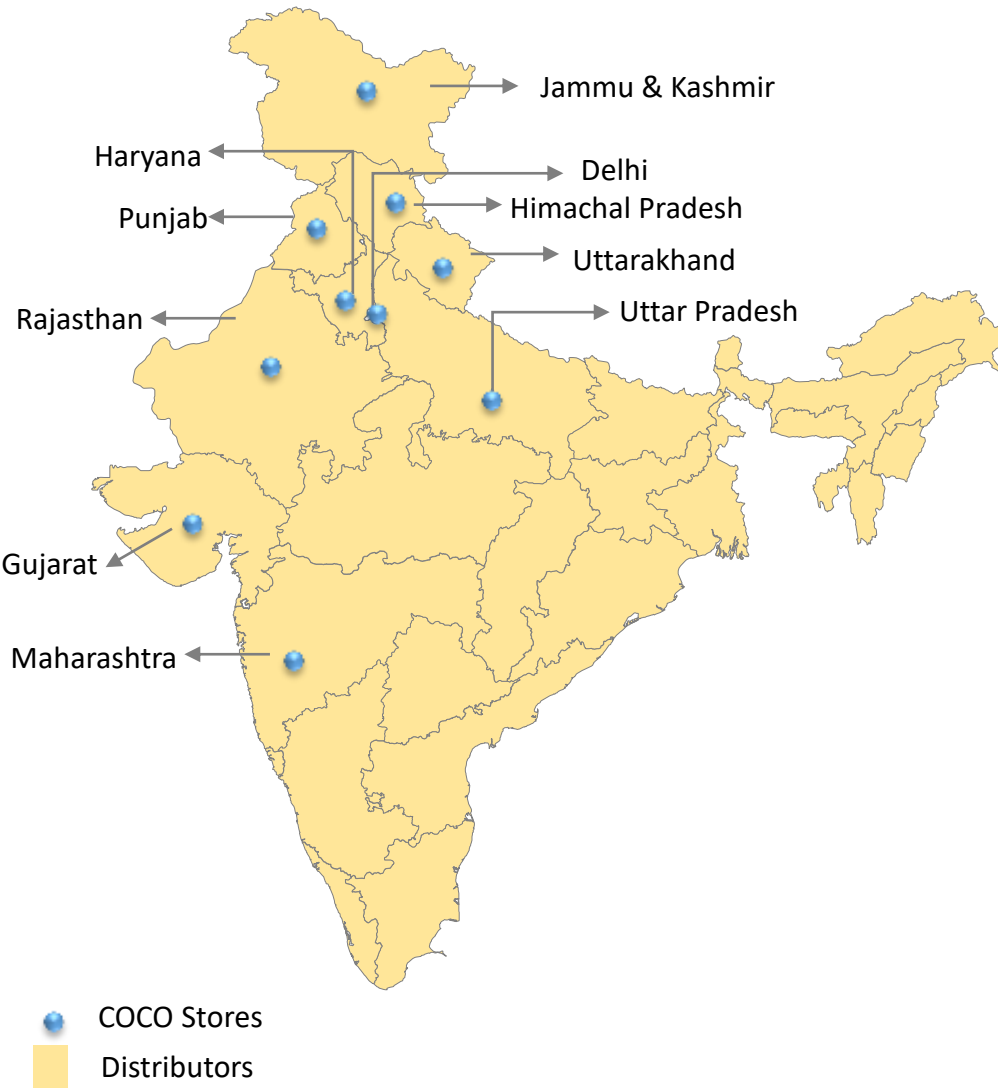 Jammu & Kashmir
Haryana
Delhi
Punjab
Himachal Pradesh
Uttarakhand
Rajasthan
Uttar Pradesh
Gujarat
Maharashtra
COCO Stores
Distributors